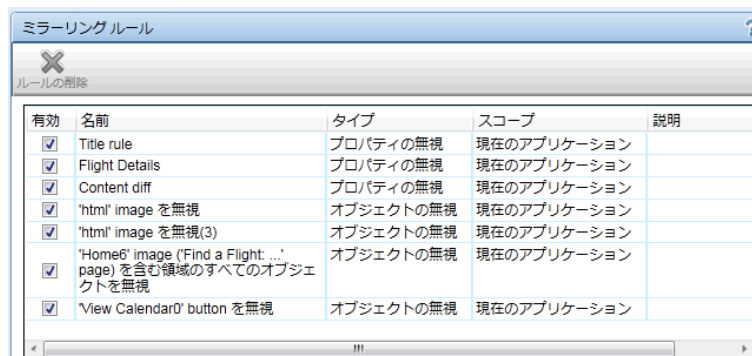 ミラーリング ルール
ルールの削除
有効 名前 タイプ スコープ 説明
Title rule プロパティの無視 現在のアプリケーション
Flight Details プロパティの無視 現在のアプリケーション
Content diff プロパティの無視 現在のアプリケーション
'html' image を無視 オブジェクトの無視 現在のアプリケーション
'html' image を無視(3) オブジェクトの無視 現在のアプリケーション
'Home6' image ('Find a Flight: ...' オブジェクトの無視 現在のアプリケーション
page) を含む領域のすべてのオブジェ
クトを無視
'View Calendar0' button を無視 オブジェクトの無視 現在のアプリケーション